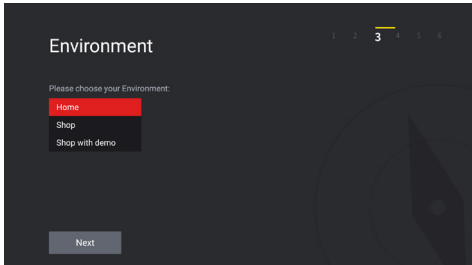 Environment
1 2 3 4 5 6
Please choose your Environment:
Home
Shop
Shop with demo
Next